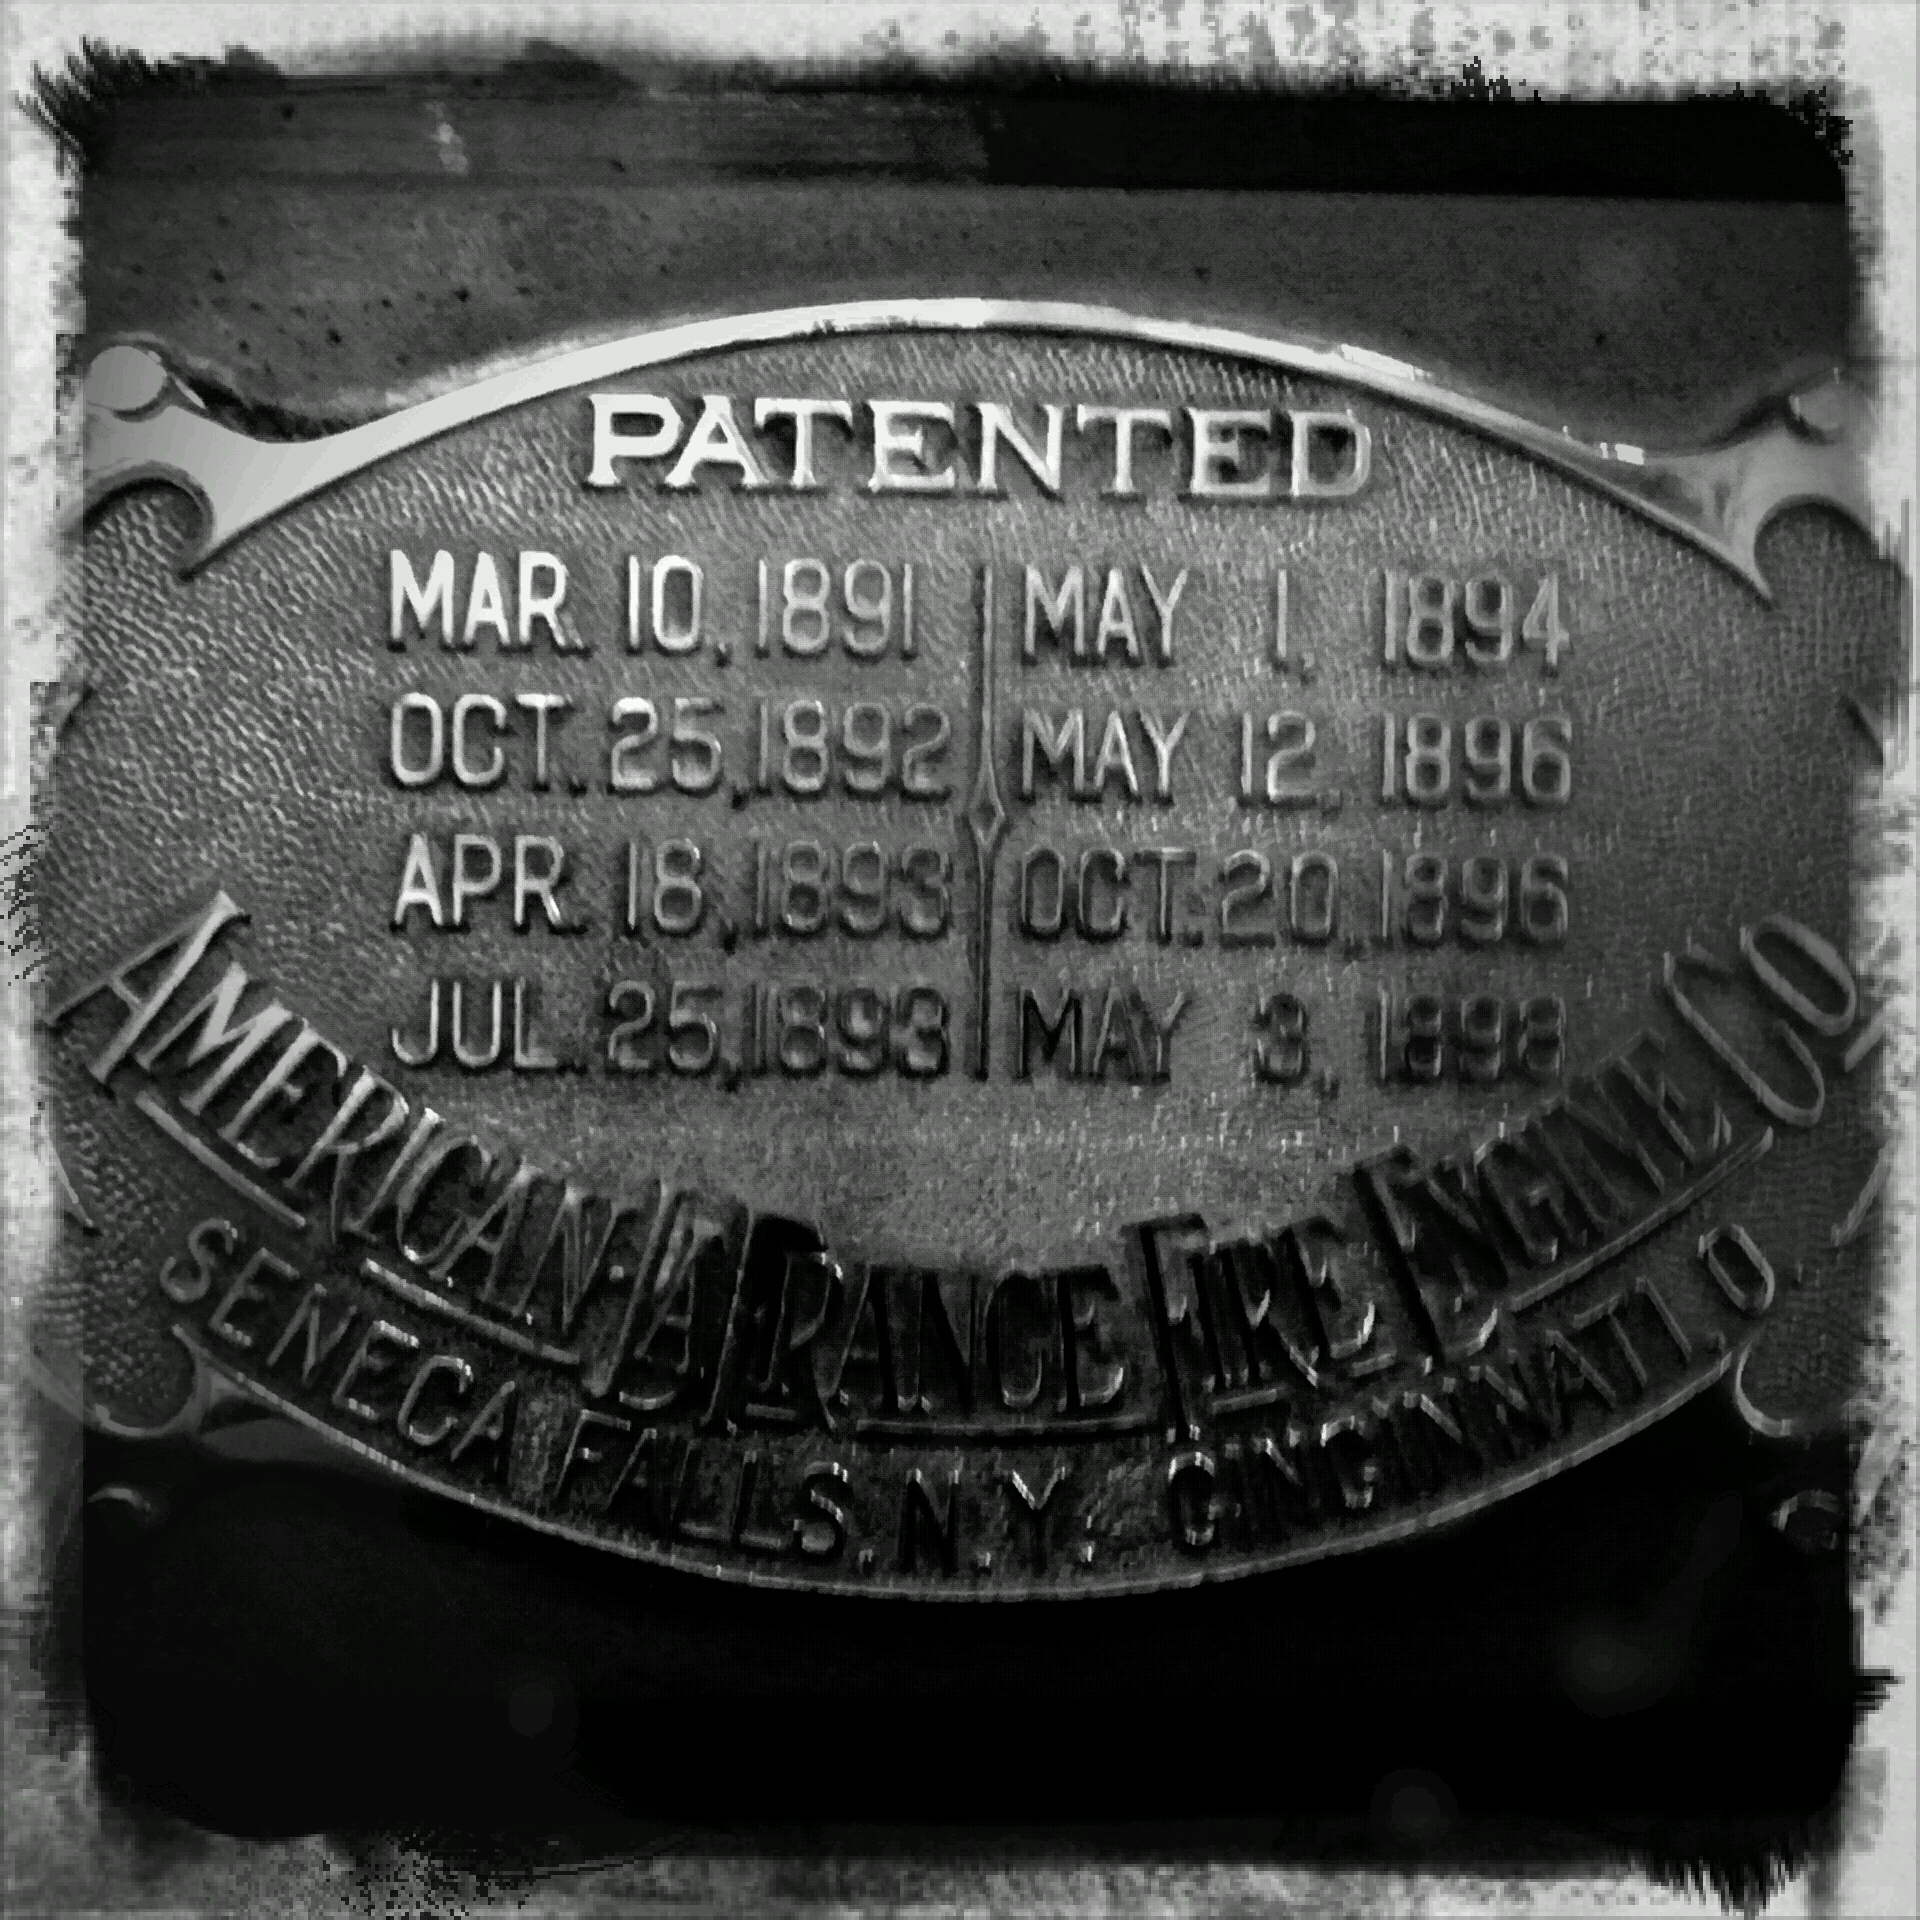 PATENTED
MAR. 10, 1891 MAY 1, 1894
OCT. 25, 1892 MAY 12, 1896
APR. 18, 1893 OCT. 20, 1896
JUL. 25, 1893 MAY 3, 1898
AMERICAN-LA FRANCE FIRE ENGINE CO
SENECA FALLS, N.Y. CINCINNATI, O